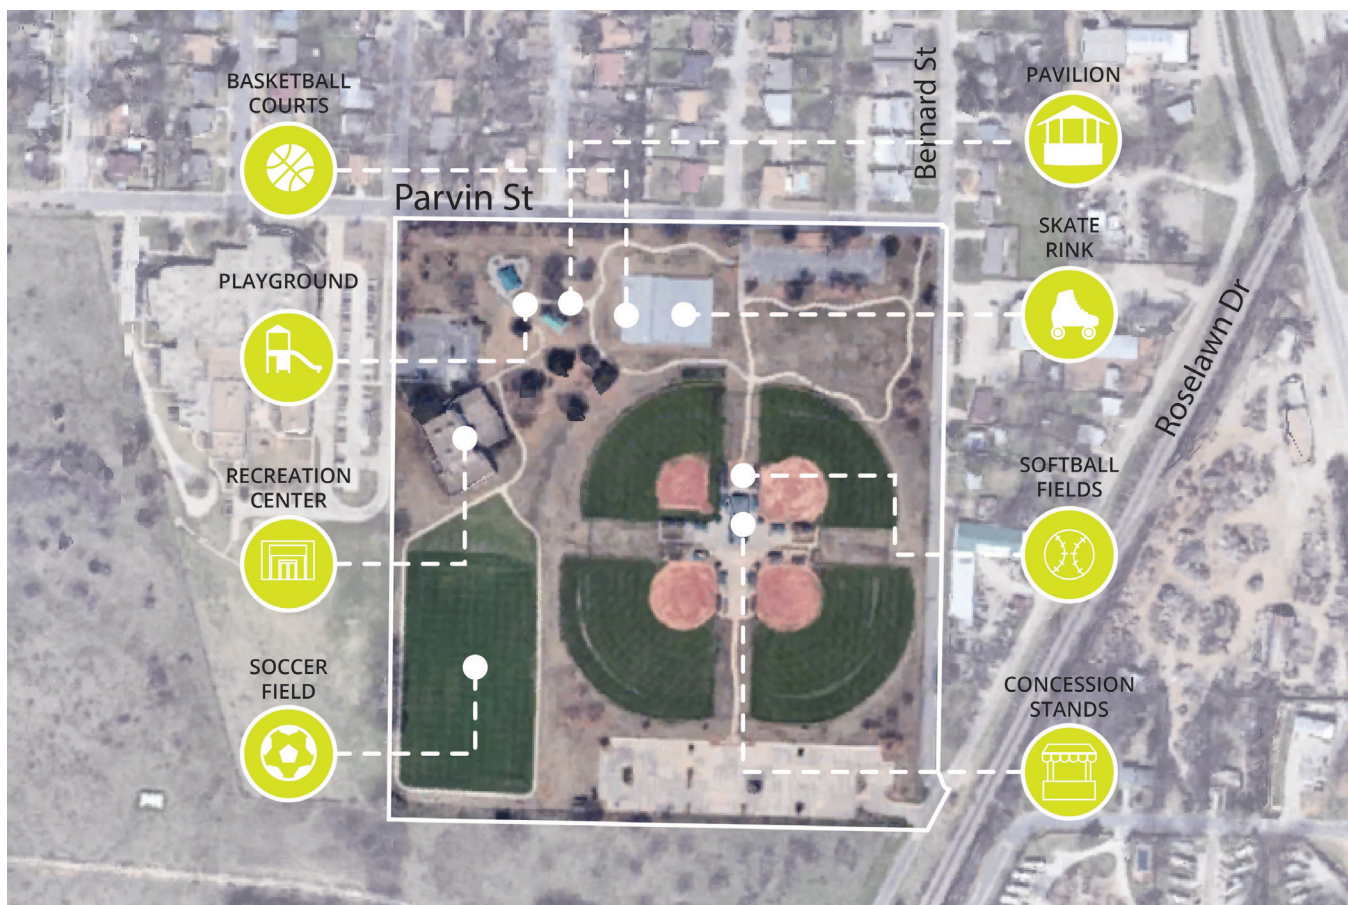 BASKETBALL
COURTS
PLAYGROUND
RECREATION
CENTER
SOCCER
FIELD
Parvin St
Bernard St
PAVILION
SKATE
RINK
Roselawn Dr
SOFTBALL
FIELDS
CONCESSION
STANDS